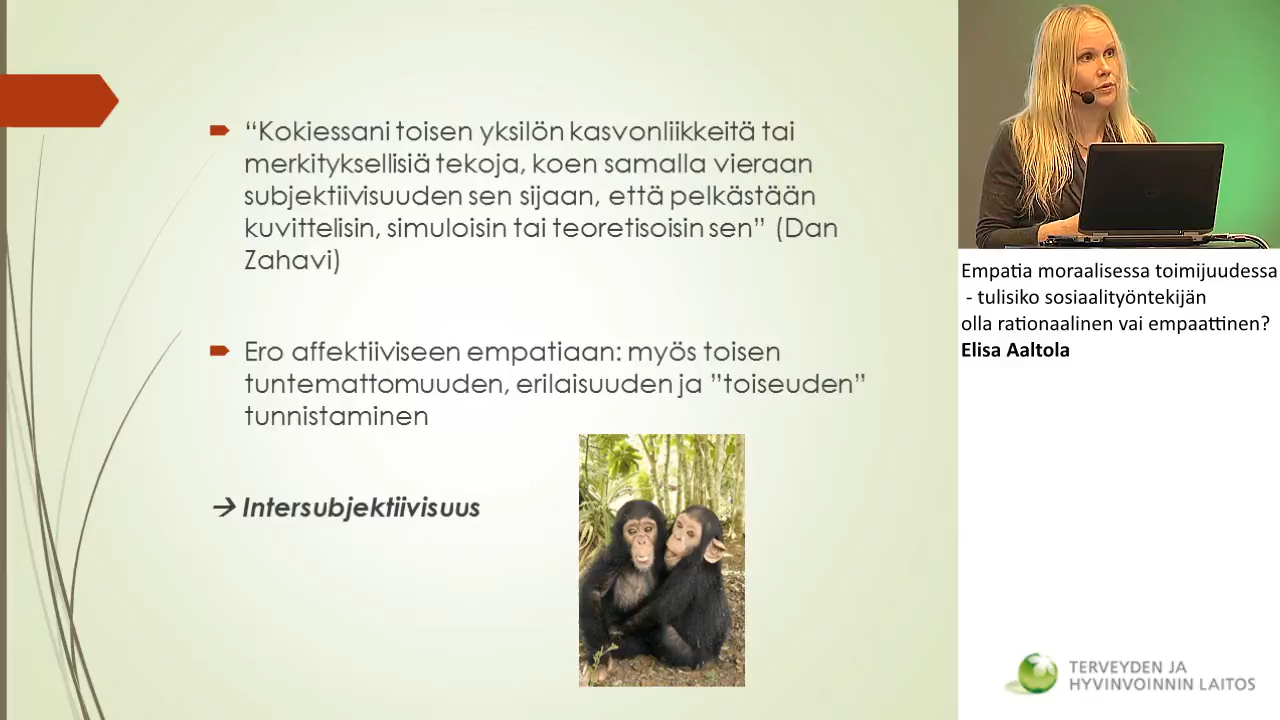 “Kokiessani toisen yksilön kasvonliikkeitä tai
merkityksellisiä tekoja, koen samalla vieraan
subjektiivisuuden sen sijaan, että pelkästään
kuvittelisin, simuloisin tai teoretisoisin sen” (Dan
Zahavi)
Ero affektiiviseen empatiaan: myös toisen
tuntemattomuuden, erilaisuuden ja ”toiseuden”
tunnistaminen
→ Intersubjektiivisuus
Empatia moraalisessa toimijuudessa
- tulisiko sosiaalityöntekijän
olla rationaalinen vai empaattinen?
Elisa Aaltola
TERVEYDEN JA
HYVINVOINNIN LAITOS